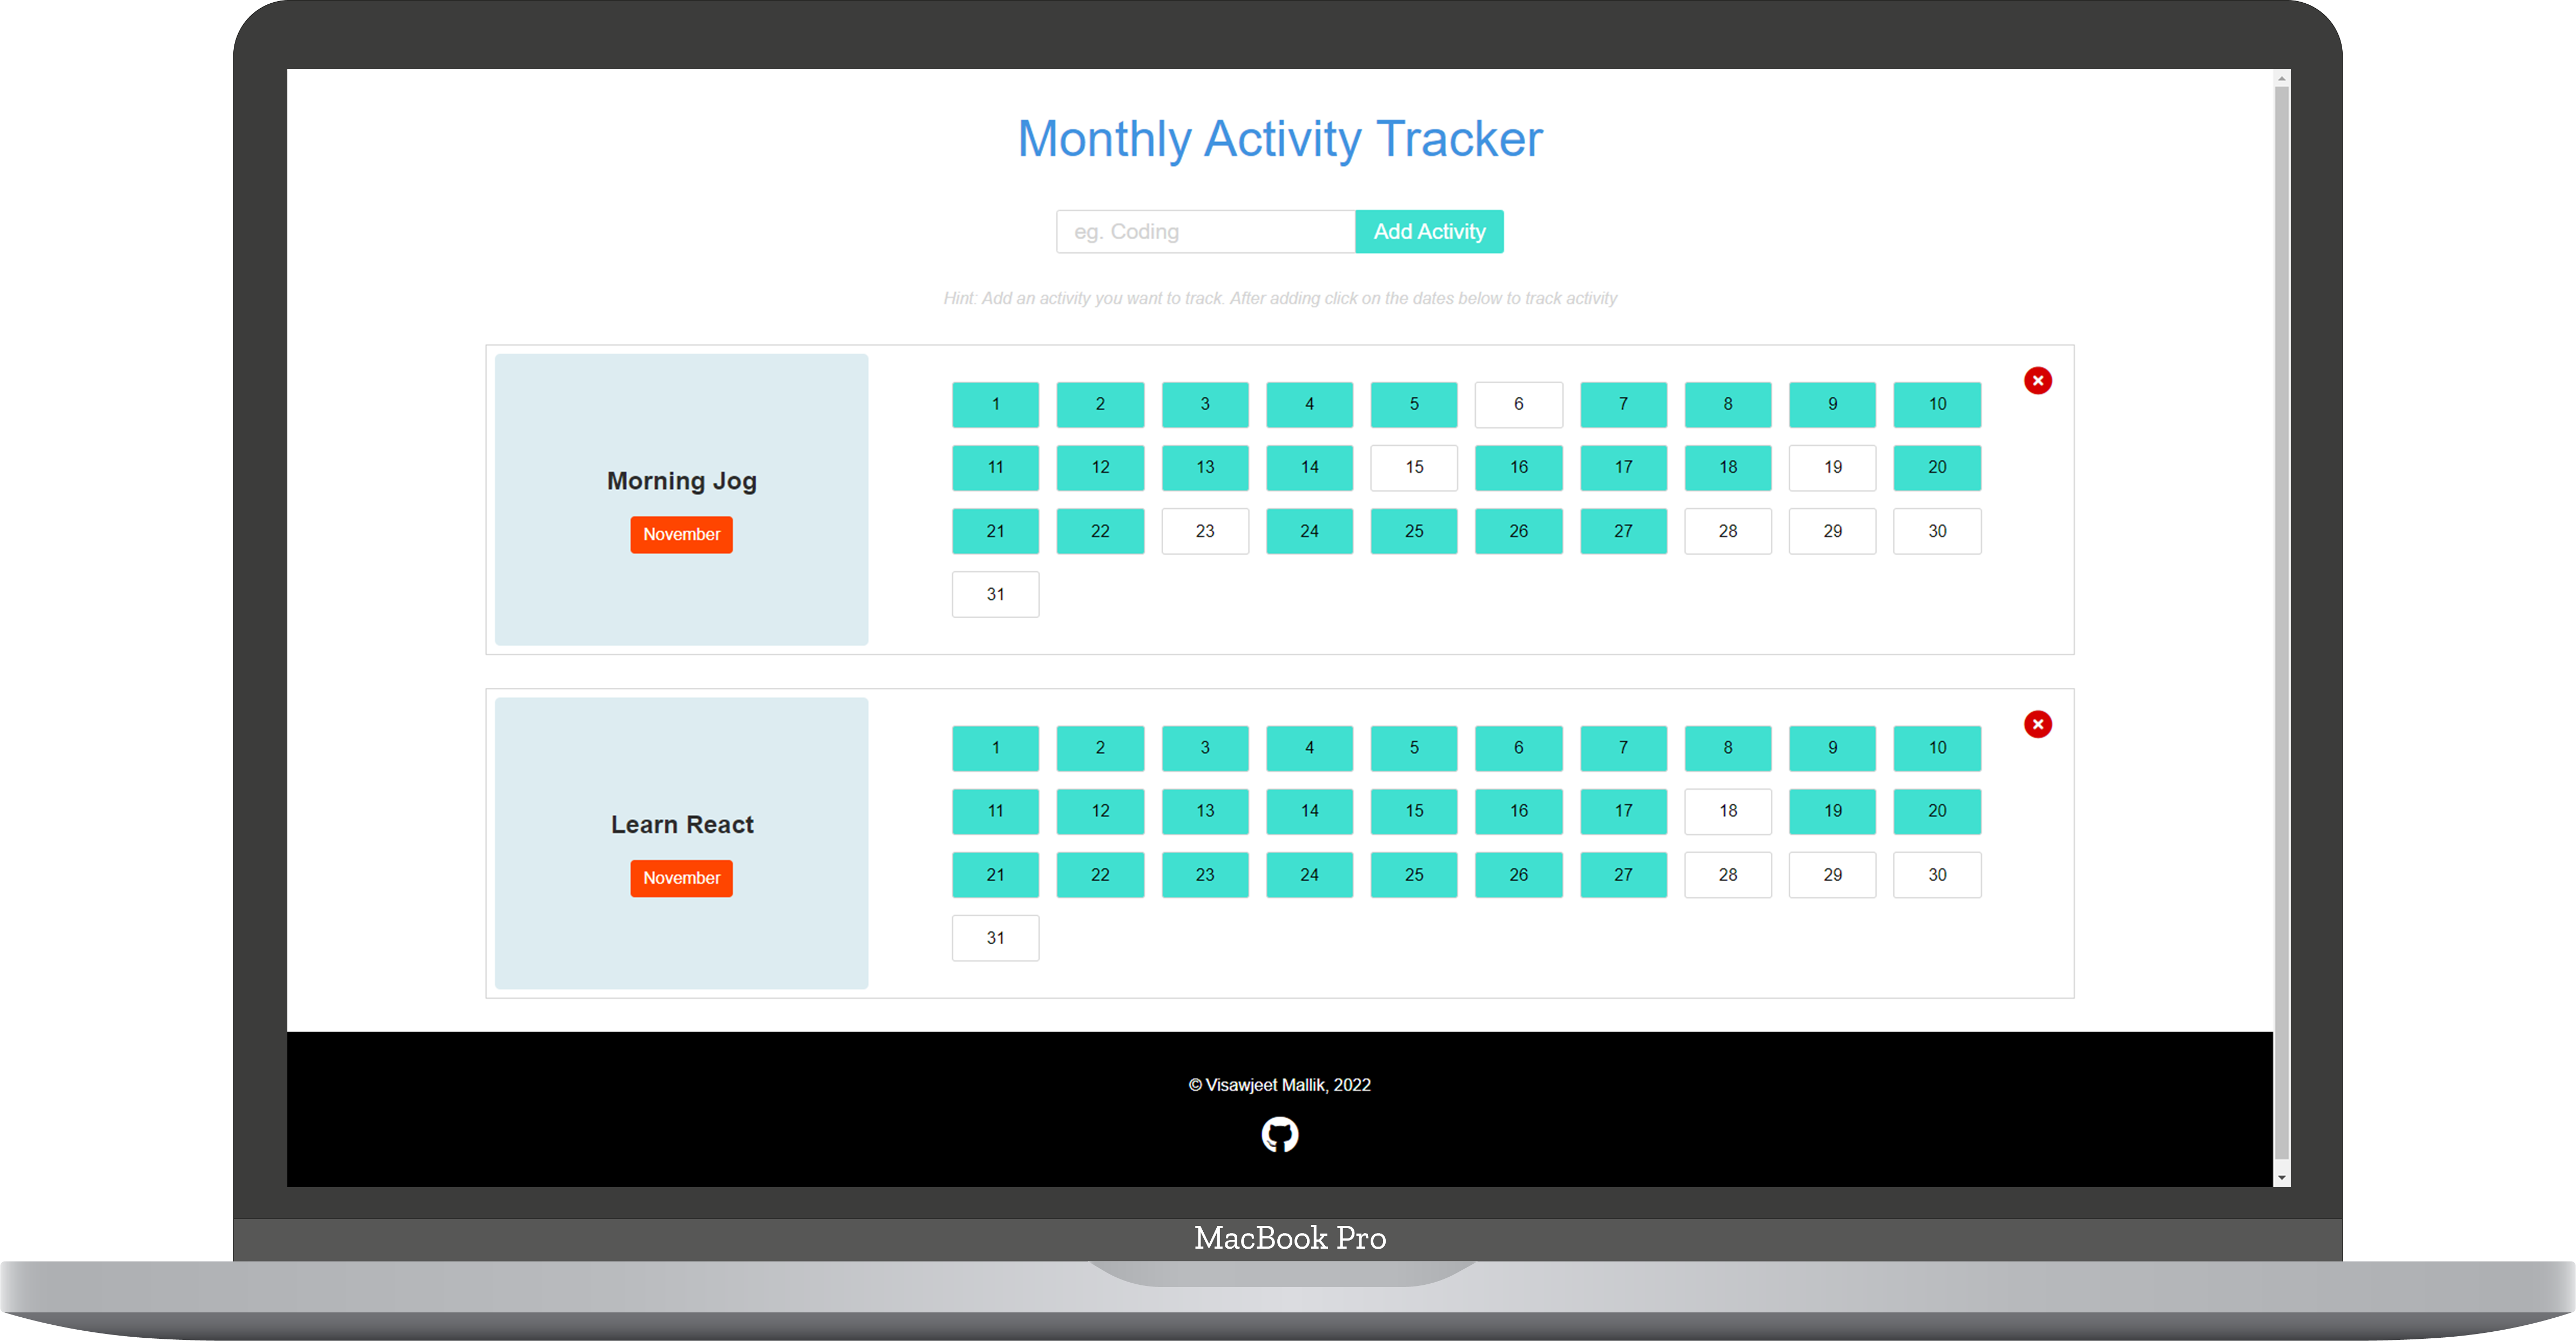 Monthly Activity Tracker
eg. Coding Add Activity
Hint: Add an activity you want to track. After adding click on the dates below to track activity
Morning Jog
November
1 2 3 4 5 6 7 8 9 10
11 12 13 14 15 16 17 18 19 20
21 22 23 24 25 26 27 28 29 30
31
Learn React
November
1 2 3 4 5 6 7 8 9 10
11 12 13 14 15 16 17 18 19 20
21 22 23 24 25 26 27 28 29 30
31
© Visawjeet Mallik, 2022
MacBook Pro